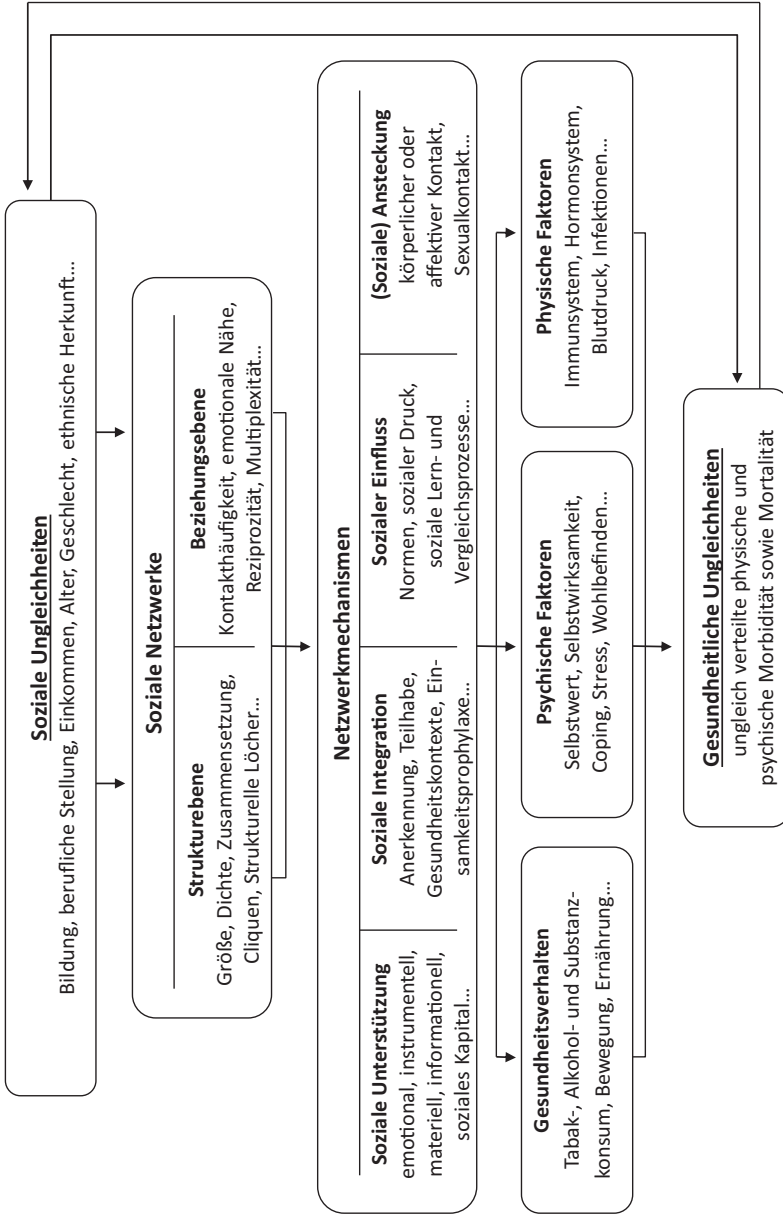 Soziale Ungleichheiten
Bildung, berufliche Stellung, Einkommen, Alter, Geschlecht, ethnische Herkunft...
Soziale Netzwerke
Strukturebene
Größe, Dichte, Zusammensetzung,
Cliquen, Strukturelle Löcher...
Beziehungsebene
Kontakthäufigkeit, emotionale Nähe,
Reziprozität, Multiplexität...
Netzwerkmechanismen
Soziale Unterstützung
emotional, instrumentell,
materiell, informationell,
soziales Kapital...
Soziale Integration
Anerkennung, Teilhabe,
Gesundheitskontexte, Ein-
samkeitsprophylaxe...
Sozialer Einfluss
Normen, sozialer Druck,
soziale Lern- und
Vergleichsprozesse...
(Soziale) Ansteckung
körperlicher oder
affektiver Kontakt,
Sexualkontakt...
Gesundheitsverhalten
Tabak-, Alkohol- und Substanz-
konsum, Bewegung, Ernährung...
Psychische Faktoren
Selbstwert, Selbstwirksamkeit,
Coping, Stress, Wohlbefinden...
Physische Faktoren
Immunsystem, Hormonsystem,
Blutdruck, Infektionen...
Gesundheitliche Ungleichheiten
ungleich verteilte physische und
psychische Morbidität sowie Mortalität